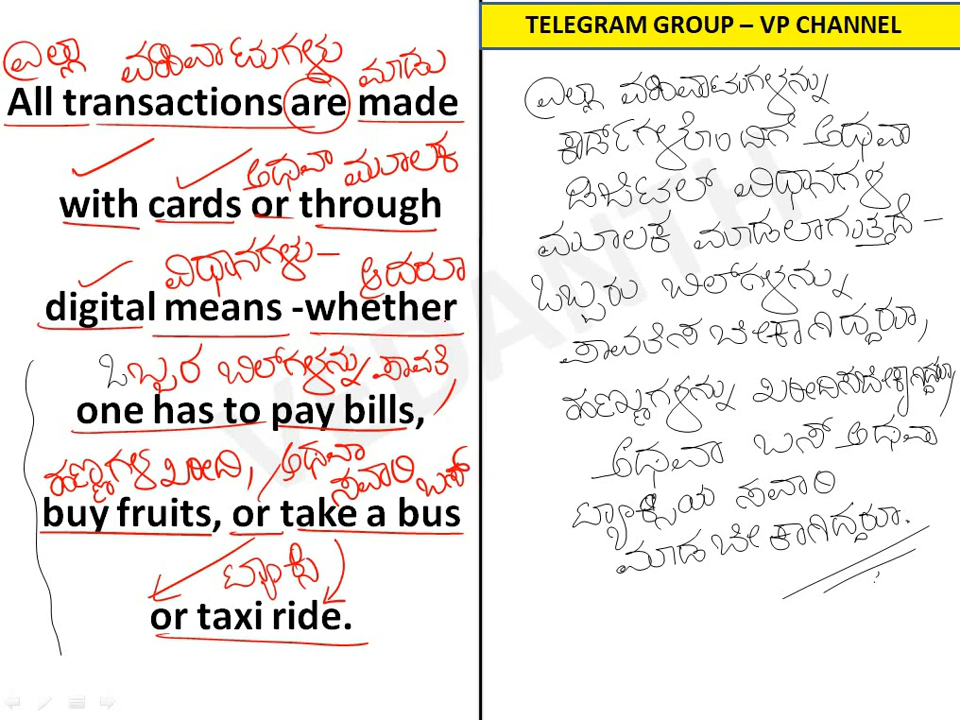 TELEGRAM GROUP – VP CHANNEL
ಎಲ್ಲಾ ವಹಿವಾಟುಗಳು ಮಾಡು
All transactions are made
ಅಥವಾ ಮೂಲಕ
with cards or through
ವಿಧಾನಗಳು – ಆದರೂ
digital means -whether
ಒಬ್ಬರ ಬಿಲ್‌ಗಳನ್ನು ಪಾವತಿ
one has to pay bills,
ಹಣ್ಣುಗಳ ಖರೀದಿ, ಅಥವಾ ಸವಾರಿ ಬಸ್
buy fruits, or take a bus
ಟ್ಯಾಕ್ಸಿ
or taxi ride.
ಎಲ್ಲಾ ವಹಿವಾಟುಗಳನ್ನು
ಕಾರ್ಡ್‌ಗಳೊಂದಿಗೆ ಅಥವಾ
ಡಿಜಿಟಲ್ ವಿಧಾನಗಳ
ಮೂಲಕ ಮಾಡಲಾಗುತ್ತದೆ –
ಒಬ್ಬರು ಬಿಲ್‌ಗಳನ್ನು
ಪಾವತಿಸಬೇಕಾಗಿದ್ದರೂ,
ಹಣ್ಣುಗಳನ್ನು ಖರೀದಿಸಬೇಕಾಗಿದ್ದರೂ,
ಅಥವಾ ಬಸ್ ಅಥವಾ
ಟ್ಯಾಕ್ಸಿಯ ಸವಾರಿ
ಮಾಡಬೇಕಾಗಿದ್ದರೂ.
VEDANTH